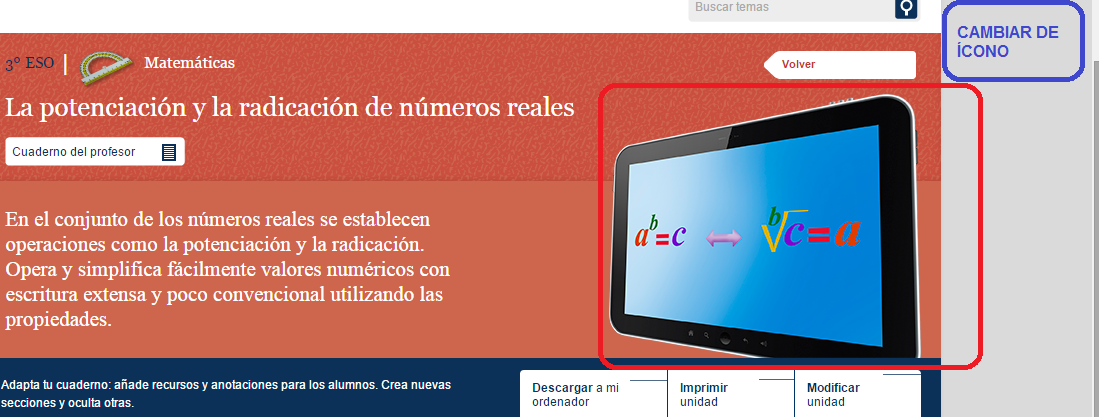 Buscar temas
CAMBIAR DE
ÍCONO
3º ESO | Matemáticas
Volver
La potenciación y la radicación de números reales
Cuaderno del profesor
a^b=c ⇔ ᵇ√c=a
En el conjunto de los números reales se establecen
operaciones como la potenciación y la radicación.
Opera y simplifica fácilmente valores numéricos con
escritura extensa y poco convencional utilizando las
propiedades.
Adapta tu cuaderno: añade recursos y anotaciones para los alumnos. Crea nuevas
secciones y oculta otras.
Descargar a mi
ordenador
Imprimir
unidad
Modificar
unidad